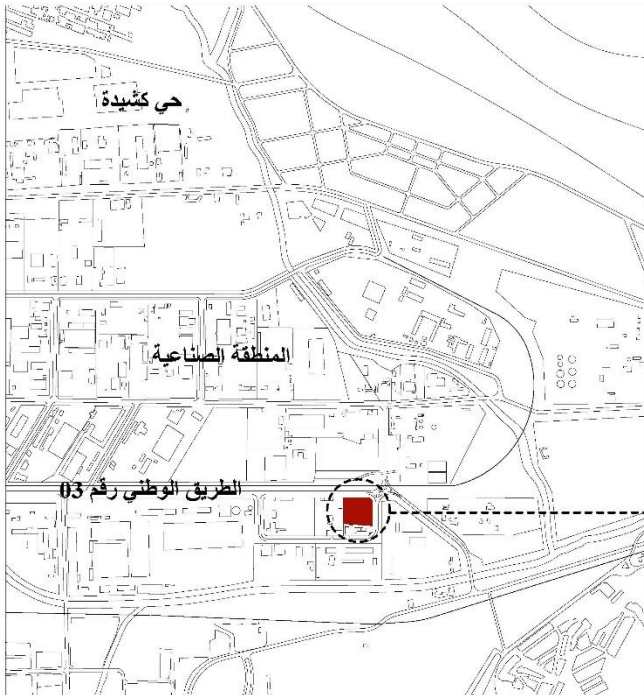 حي كشيدة
المنطقة الصناعية
الطريق الوطني رقم 03